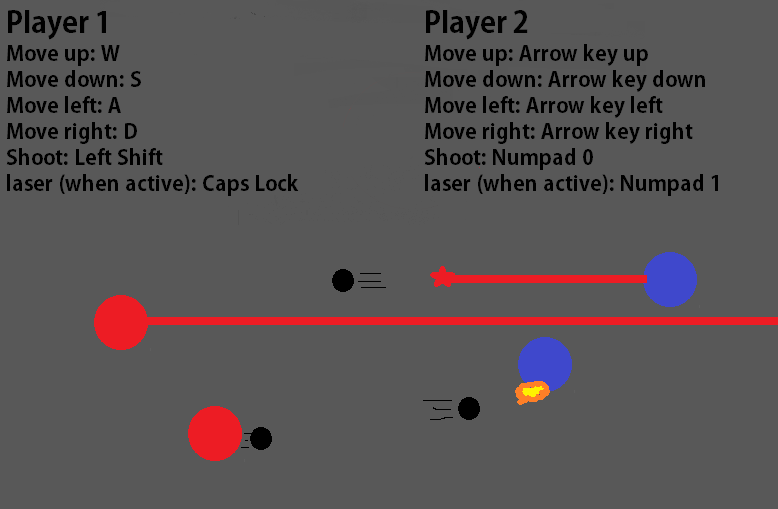 Player 1
Move up: W
Move down: S
Move left: A
Move right: D
Shoot: Left Shift
laser (when active): Caps Lock
Player 2
Move up: Arrow key up
Move down: Arrow key down
Move left: Arrow key left
Move right: Arrow key right
Shoot: Numpad 0
laser (when active): Numpad 1